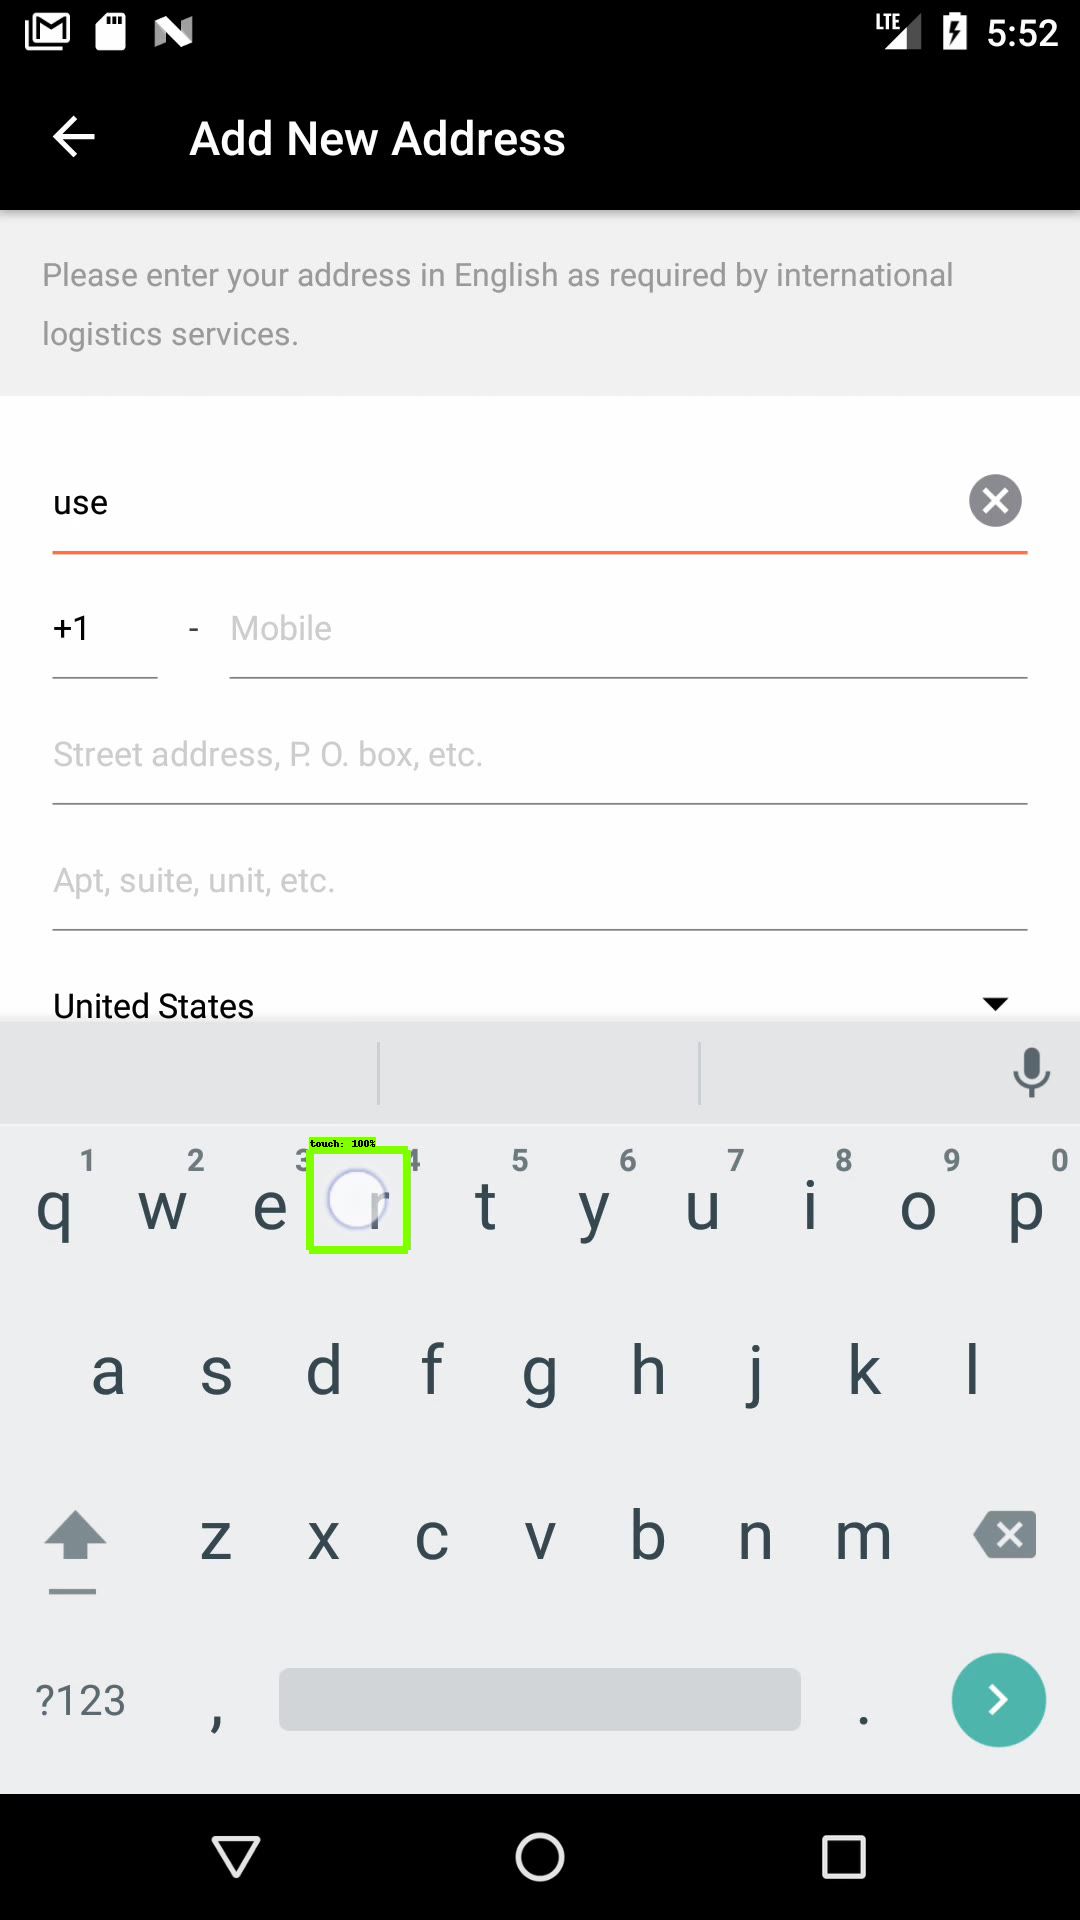 LTE 5:52
Add New Address
Please enter your address in English as required by international
logistics services.
use
+1 - Mobile
Street address, P. O. box, etc.
Apt, suite, unit, etc.
United States
touch: 100%
1 2 3 4 5 6 7 8 9 0
q w e r t y u i o p
a s d f g h j k l
z x c v b n m
?123 , .